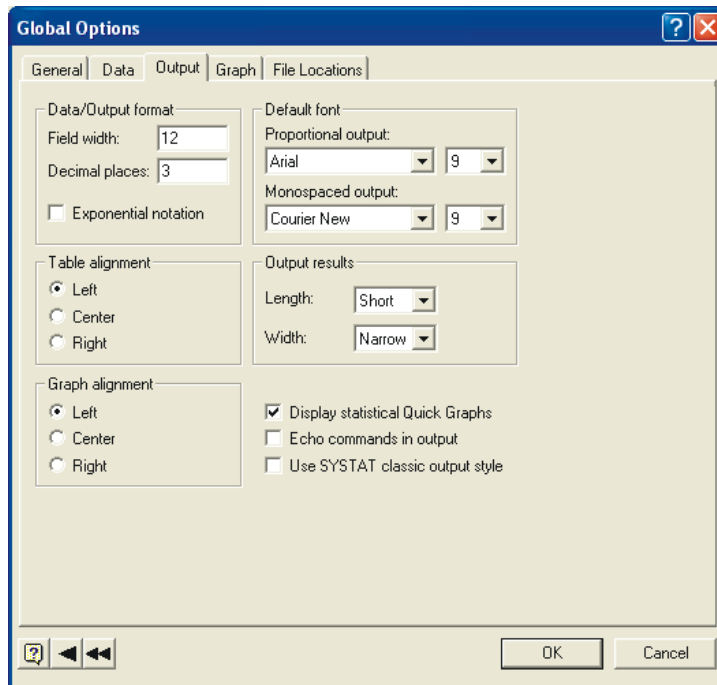 Global Options
General
Data
Output
Graph
File Locations
Data/Output format
Field width: 12
Decimal places: 3
Exponential notation
Default font
Proportional output:
Arial 9
Monospaced output:
Courier New 9
Table alignment
Left
Center
Right
Output results
Length: Short
Width: Narrow
Graph alignment
Left
Center
Right
Display statistical Quick Graphs
Echo commands in output
Use SYSTAT classic output style
OK
Cancel